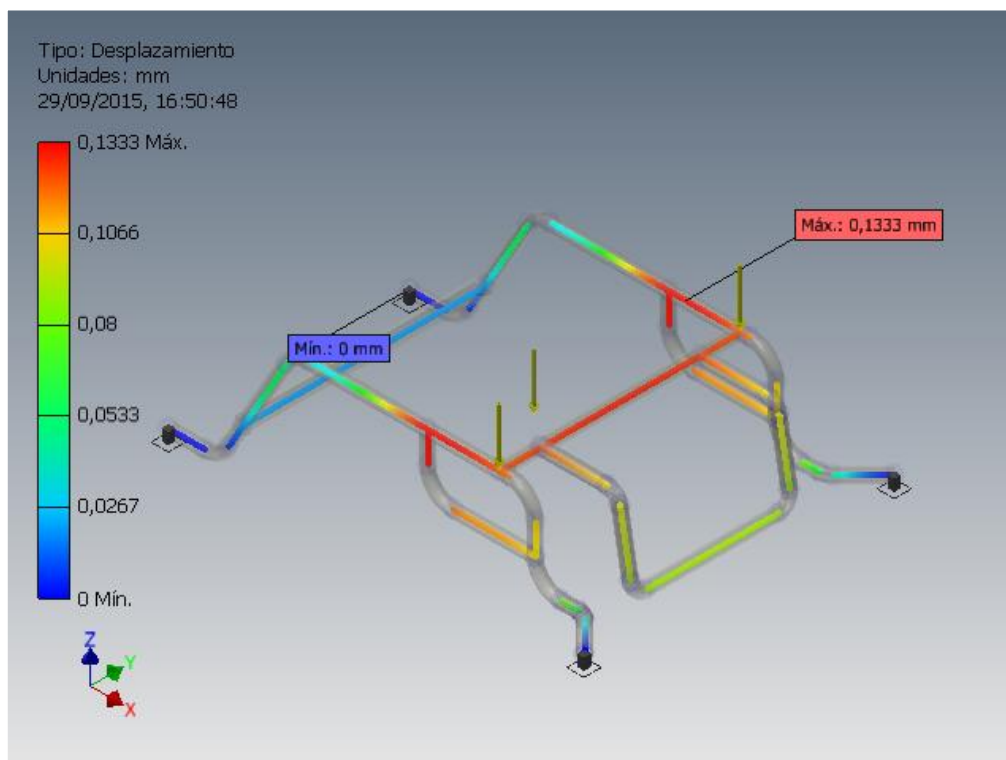 Tipo: Desplazamiento
Unidades: mm
29/09/2015, 16:50:48
0,1333 Máx.
0,1066
0,08
0,0533
0,0267
0 Mín.
Máx.: 0,1333 mm
Mín.: 0 mm
Z
Y
X